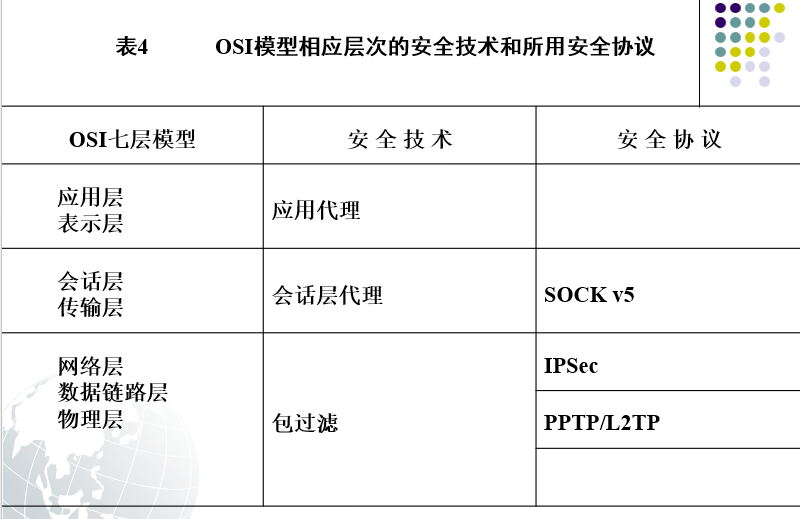 表4 OSI模型相应层次的安全技术和所用安全协议
OSI七层模型 安 全 技 术 安 全 协 议
应用层
表示层
应用代理
会话层
传输层
会话层代理 SOCK v5
网络层
数据链路层
物理层
包过滤
IPSec
PPTP/L2TP